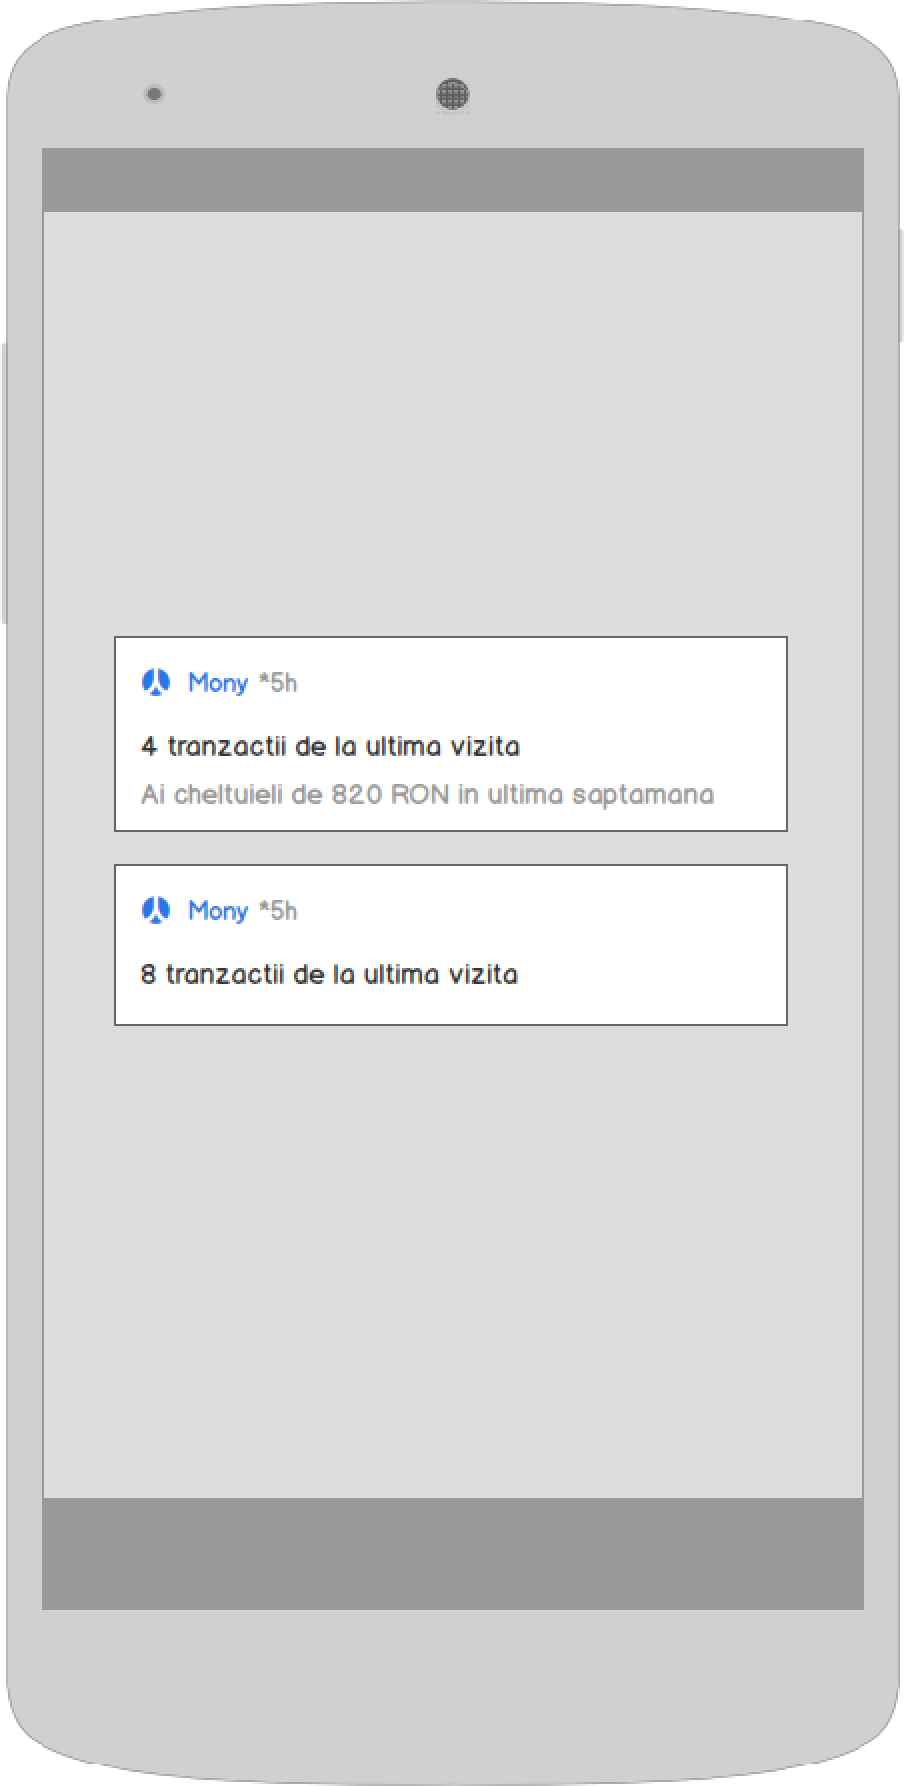 Mony *5h
4 tranzactii de la ultima vizita
Ai cheltuieli de 820 RON in ultima saptamana
Mony *5h
8 tranzactii de la ultima vizita